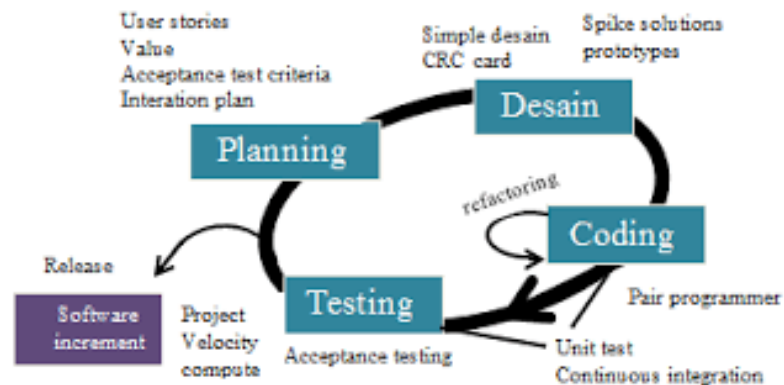 User stories
Value
Acceptance test criteria
Interation plan
Simple desain
CRC card
Spike solutions
prototypes
Desain
Planning
refactoring
Coding
Release
Software
increment
Project
Velocity
compute
Testing
Acceptance testing
Pair programmer
Unit test
Continuous integration